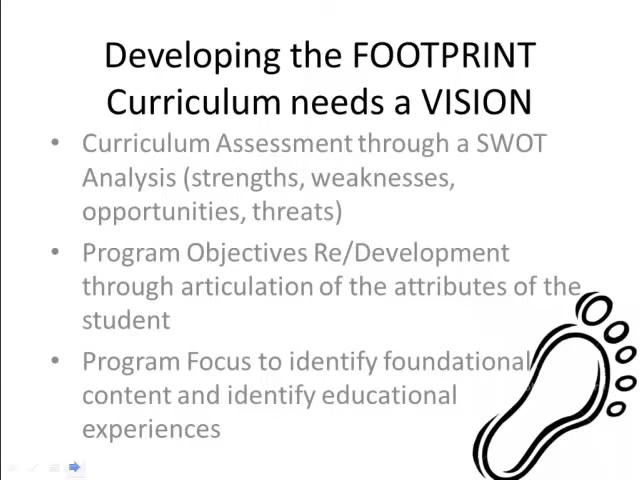 Developing the FOOTPRINT
Curriculum needs a VISION
• Curriculum Assessment through a SWOT
Analysis (strengths, weaknesses,
opportunities, threats)
• Program Objectives Re/Development
through articulation of the attributes of the
student
• Program Focus to identify foundational
content and identify educational
experiences